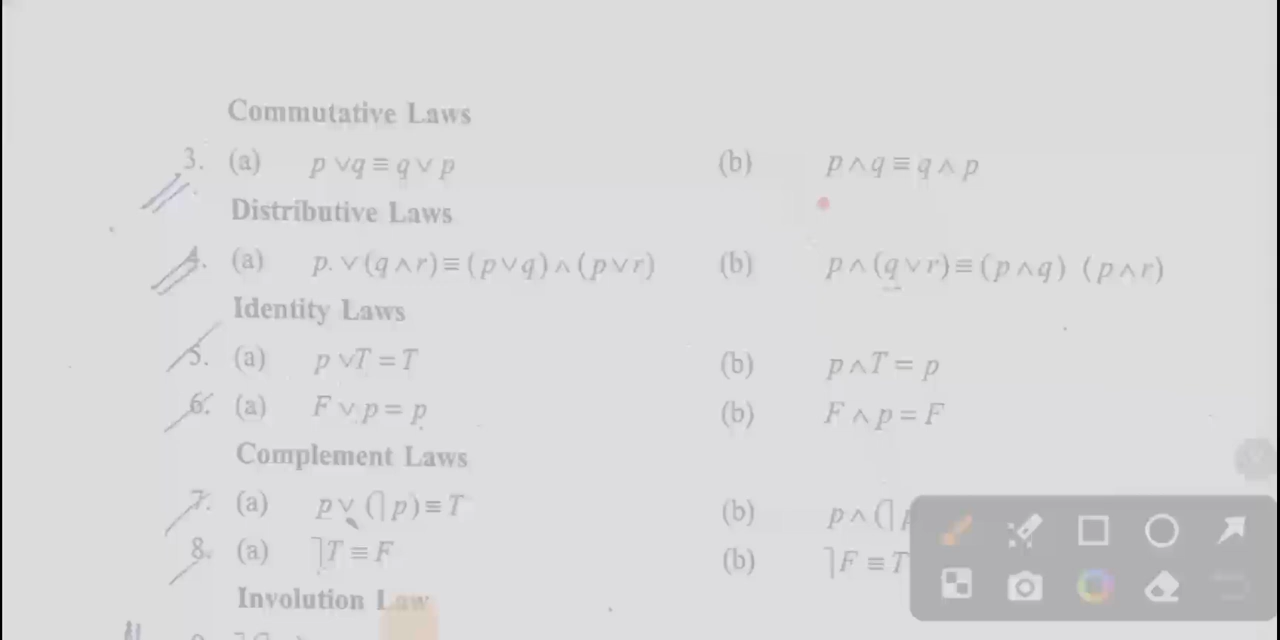 Commutative Laws
3. (a) p ∨q ≡ q ∨ p (b) p ∧ q ≡ q ∧ p
Distributive Laws
4. (a) p. ∨ (q ∧ r) ≡ (p ∨ q) ∧ (p ∨ r) (b) p ∧ (q ∨ r) ≡ (p ∧ q) (p ∧ r)
Identity Laws
5. (a) p ∨T = T (b) p ∧ T = p
6. (a) F ∨ p = p (b) F ∧ p = F
Complement Laws
7. (a) p ∨ (⅂p) ≡ T (b) p ∧ (⅂
8. (a) ⅂T ≡ F (b) ⅂F ≡ T
Involution Law